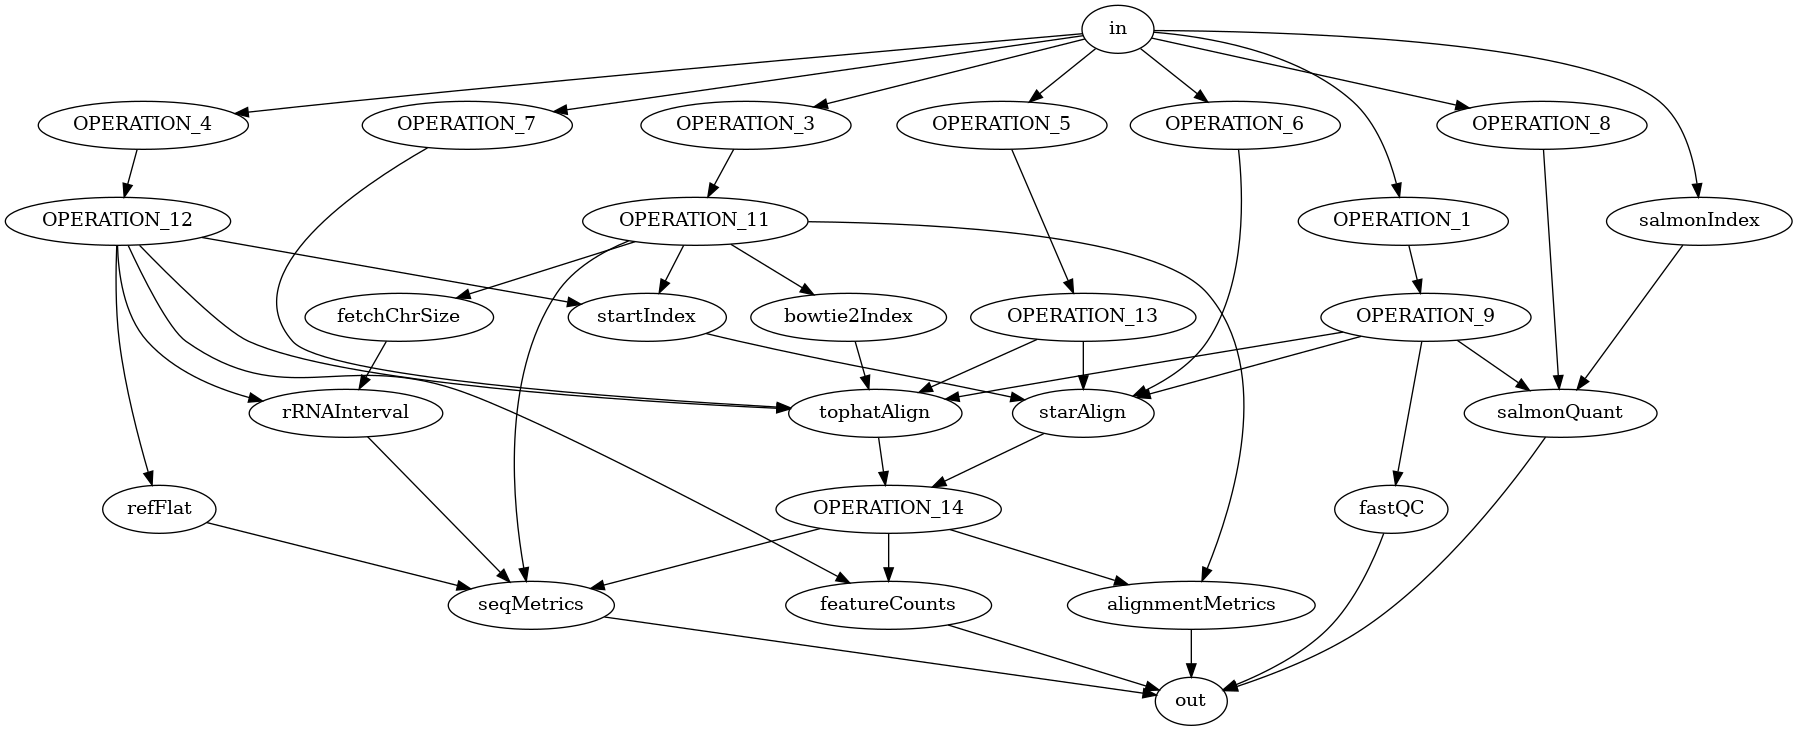 in
OPERATION_4
OPERATION_7
OPERATION_3
OPERATION_5
OPERATION_6
OPERATION_8
OPERATION_12
OPERATION_11
OPERATION_1
salmonIndex
fetchChrSize
startIndex
bowtie2Index
OPERATION_13
OPERATION_9
rRNAInterval
tophatAlign
starAlign
salmonQuant
refFlat
OPERATION_14
fastQC
seqMetrics
featureCounts
alignmentMetrics
out